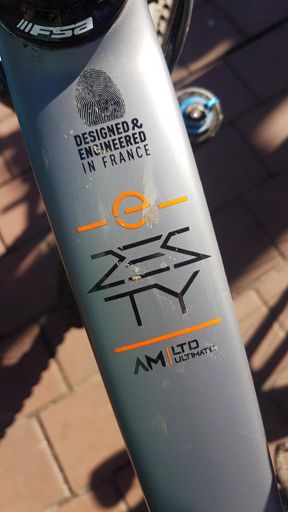 FSA
DESIGNED &
ENGINEERED
IN FRANCE
e
ZES
TY
AM | LTD
ULTIMATE